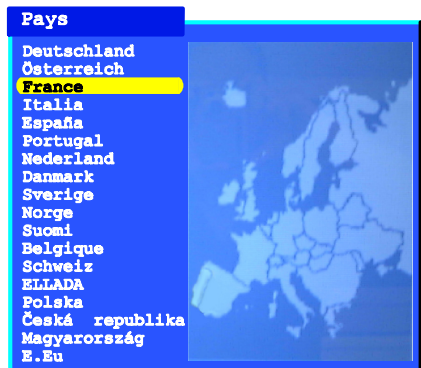 Pays
Deutschland
Österreich
France
Italia
España
Portugal
Nederland
Danmark
Sverige
Norge
Suomi
Belgique
Schweiz
ELLADA
Polska
Česká republika
Magyarország
E.Eu